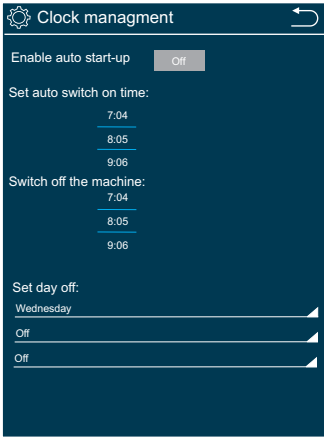 Clock managment
Enable auto start-up Off
Set auto switch on time:
7:04
8:05
9:06
Switch off the machine:
7:04
8:05
9:06
Set day off:
Wednesday
Off
Off